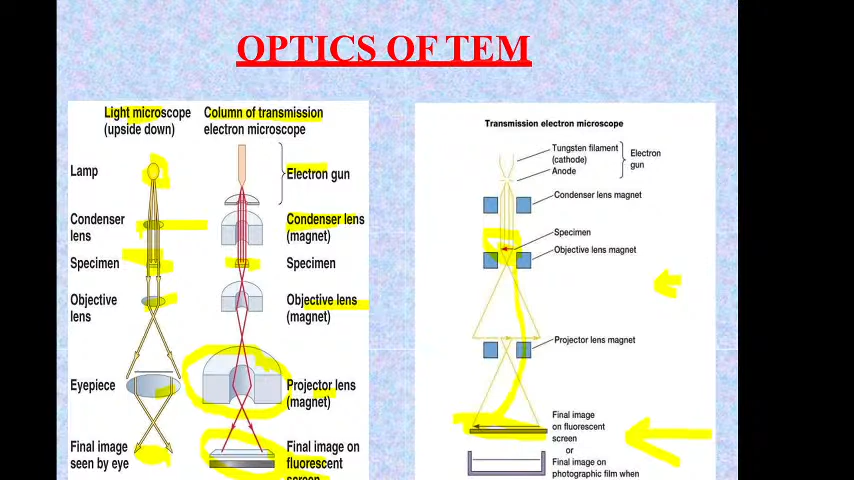 OPTICS OF TEM
Light microscope
(upside down)
Column of transmission
electron microscope
Lamp
Electron gun
Condenser
lens
Condenser lens
(magnet)
Specimen
Specimen
Objective
lens
Objective lens
(magnet)
Eyepiece
Projector lens
(magnet)
Final image
seen by eye
Final image on
fluorescent
screen
Transmission electron microscope
Tungsten filament
(cathode)
Anode
Electron
gun
Condenser lens magnet
Specimen
Objective lens magnet
Projector lens magnet
Final image
on fluorescent
screen
or
Final image on
photographic film when